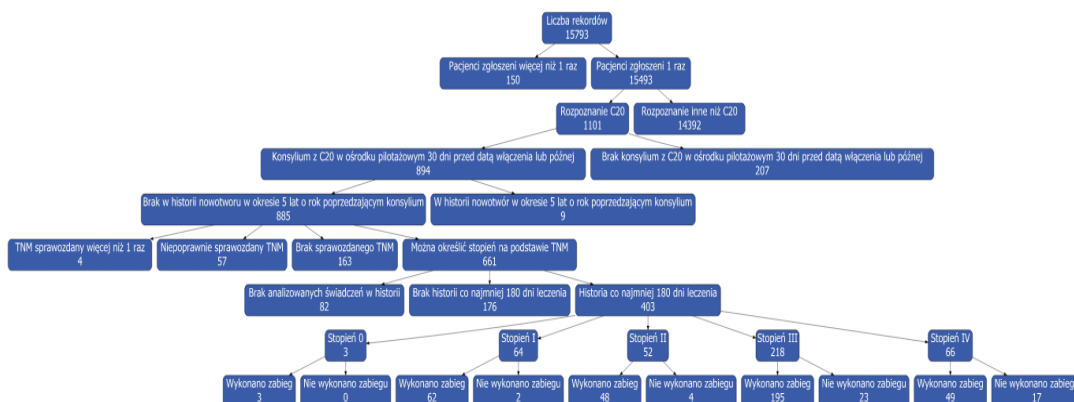 Liczba rekordów
15793
Pacjenci zgłoszeni więcej niż 1 raz
150
Pacjenci zgłoszeni 1 raz
15493
Rozpoznanie C20
1101
Rozpoznanie inne niż C20
14392
Konsylium z C20 w ośrodku pilotażowym 30 dni przed datą włączenia lub póżnej
894
Brak konsylium z C20 w ośrodku pilotażowym 30 dni przed datą włączenia lub póżnej
207
Brak w historii nowotworu w okresie 5 lat o rok poprzedzającym konsylium
885
W historii nowotwór w okresie 5 lat o rok poprzedzającym konsylium
9
TNM sprawozdany więcej niż 1 raz
4
Niepoprawnie sprawozdany TNM
57
Brak sprawozdanego TNM
163
Można określić stopień na podstawie TNM
661
Brak analizowanych świadczeń w historii
82
Brak historii co najmniej 180 dni leczenia
176
Historia co najmniej 180 dni leczenia
403
Stopień 0
3
Stopień I
64
Stopień II
52
Stopień III
218
Stopień IV
66
Wykonano zabieg
3
Nie wykonano zabiegu
0
Wykonano zabieg
62
Nie wykonano zabiegu
2
Wykonano zabieg
48
Nie wykonano zabiegu
4
Wykonano zabieg
195
Nie wykonano zabiegu
23
Wykonano zabieg
49
Nie wykonano zabiegu
17